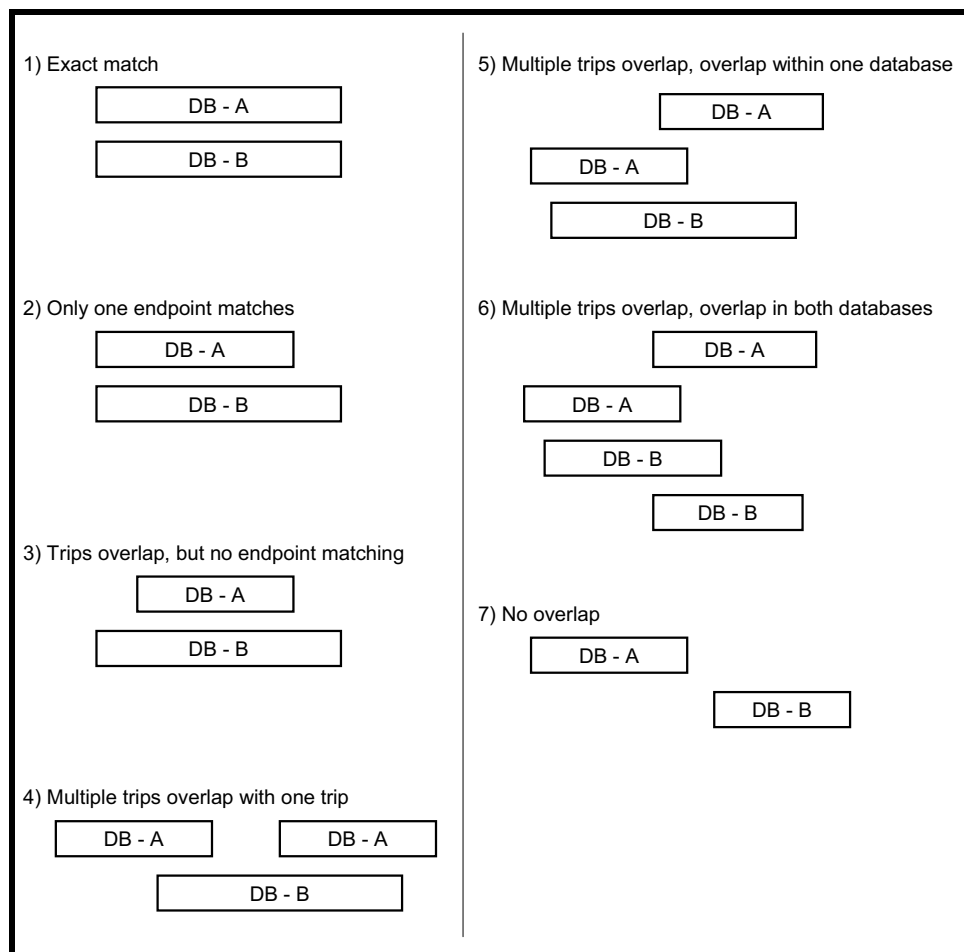 1) Exact match
DB - A
DB - B
2) Only one endpoint matches
DB - A
DB - B
3) Trips overlap, but no endpoint matching
DB - A
DB - B
4) Multiple trips overlap with one trip
DB - A DB - A
DB - B
5) Multiple trips overlap, overlap within one database
DB - A
DB - A
DB - B
6) Multiple trips overlap, overlap in both databases
DB - A
DB - A
DB - B
DB - B
7) No overlap
DB - A
DB - B